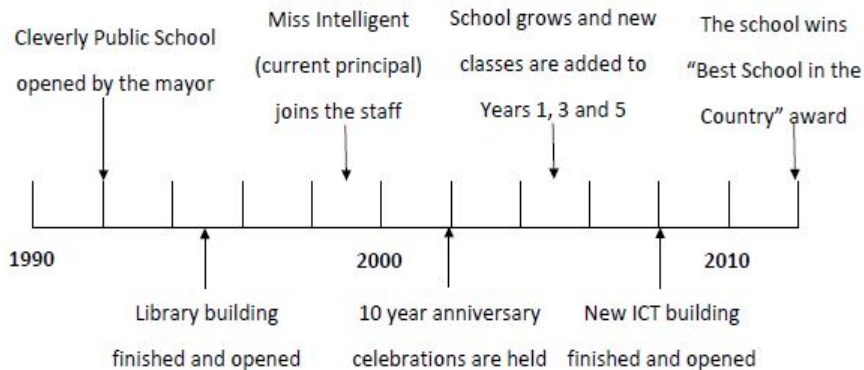 Cleverly Public School
opened by the mayor
Miss Intelligent
(current principal)
joins the staff
School grows and new
classes are added to
Years 1, 3 and 5
The school wins
“Best School in the
Country” award
1990
2000
2010
Library building
finished and opened
10 year anniversary
celebrations are held
New ICT building
finished and opened